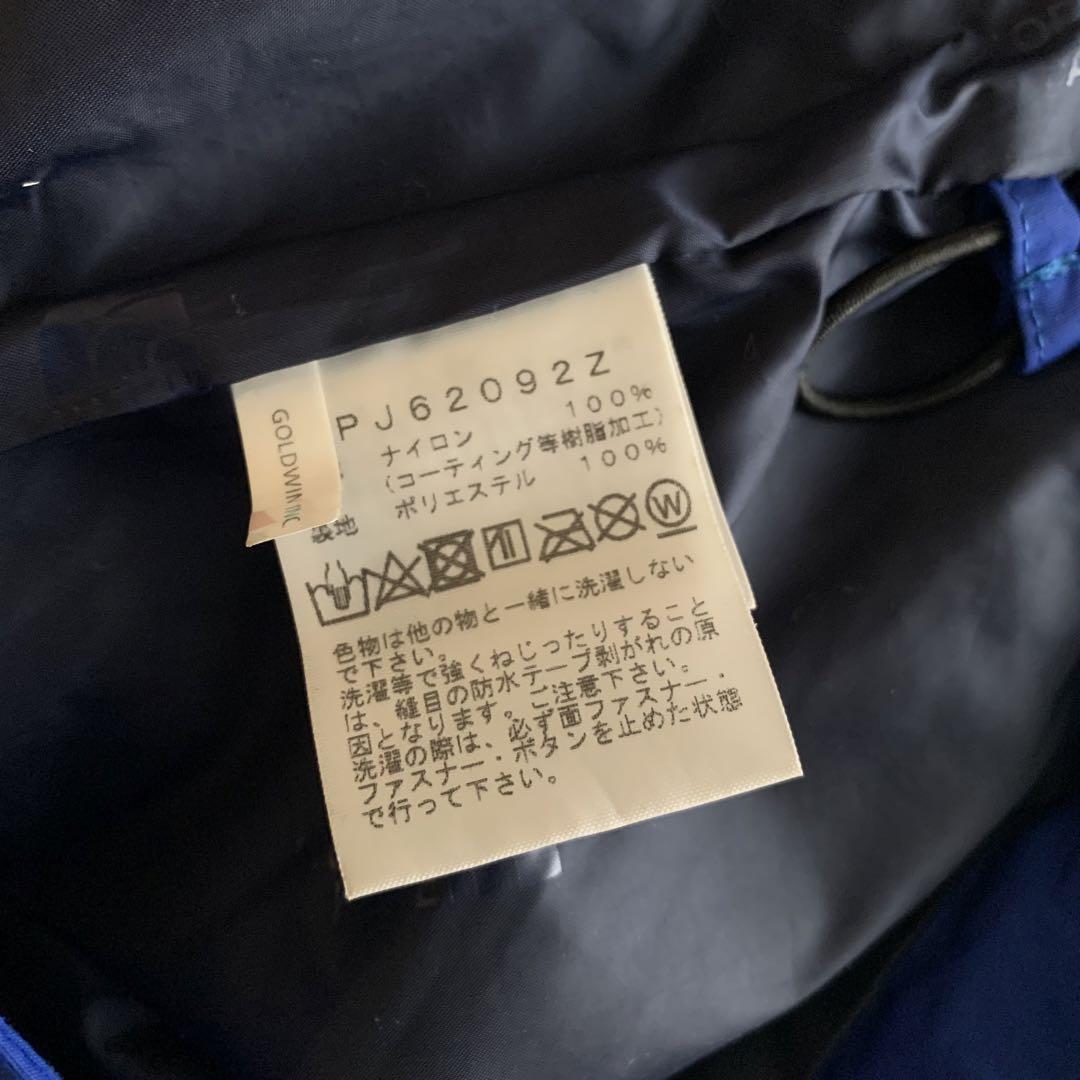 PJ62092Z
ナイロン 100%
(コーティング等樹脂加工)
ポリエステル 100%
GOLDWIN INC
W
色物は他の物と一緒に洗濯しない
で下さい。
洗濯等で強くねじったりすること
は、縫目の防水テープ剥がれの原
因となります。ご注意下さい。
洗濯の際は、必ず面ファスナー・
ファスナー・ボタンを止めた状態
で行って下さい。